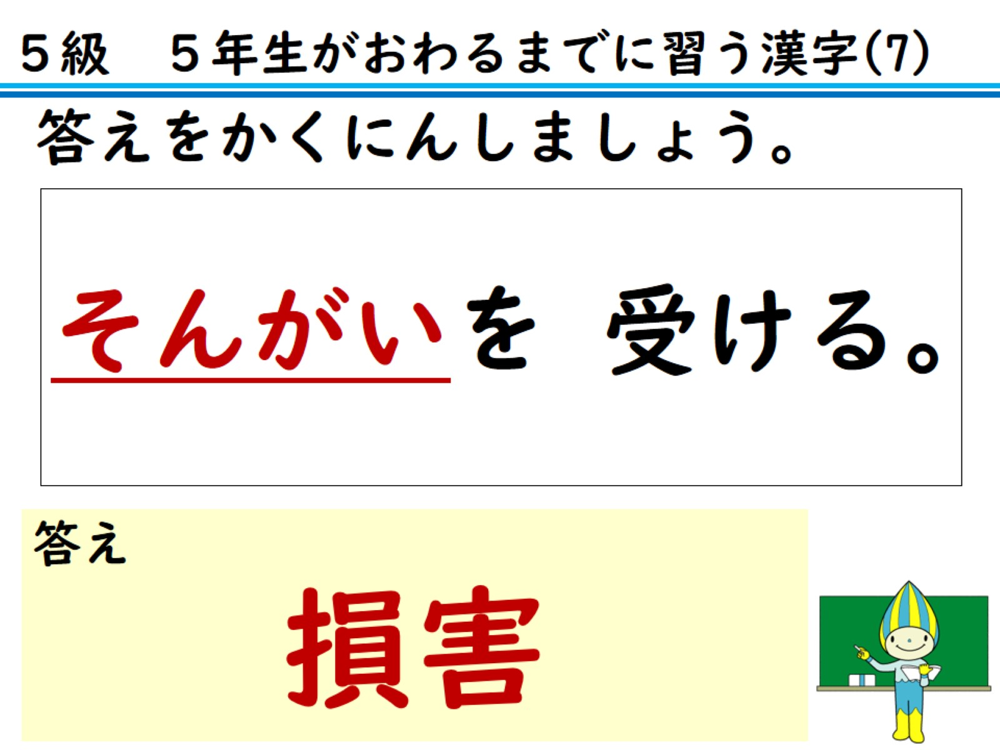 ５級　５年生がおわるまでに習う漢字(7)
答えをかくにんしましょう。
そんがいを 受ける。
答え
損害